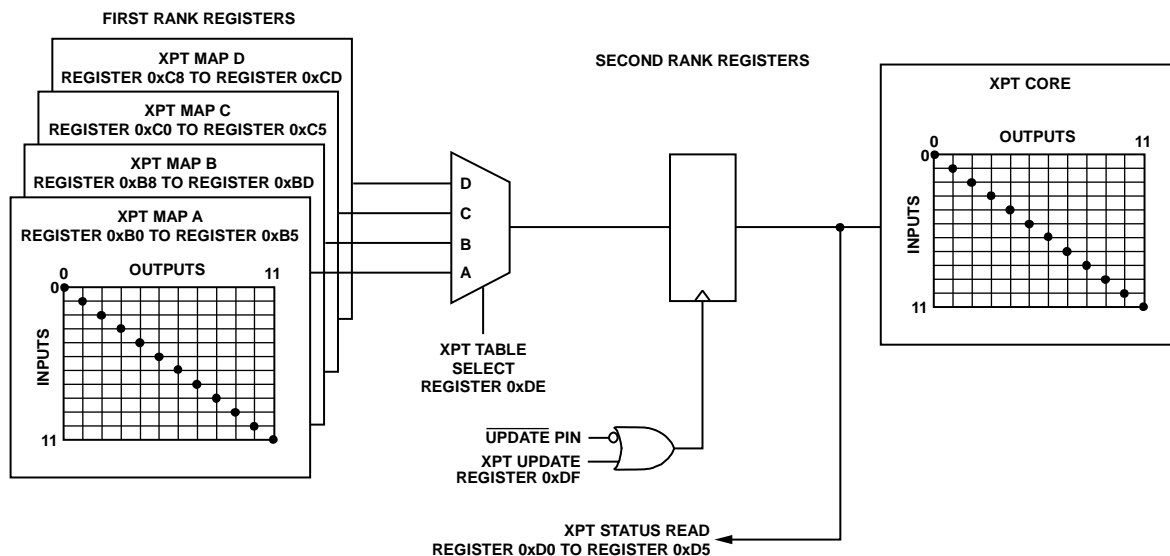 FIRST RANK REGISTERS
XPT MAP D
REGISTER 0xC8 TO REGISTER 0xCD
XPT MAP C
REGISTER 0xC0 TO REGISTER 0xC5
XPT MAP B
REGISTER 0xB8 TO REGISTER 0xBD
XPT MAP A
REGISTER 0xB0 TO REGISTER 0xB5
OUTPUTS
0 11
0
INPUTS
11
D
C
B
A
XPT TABLE
SELECT
REGISTER 0xDE
SECOND RANK REGISTERS
UPDATE PIN
XPT UPDATE
REGISTER 0xDF
XPT STATUS READ
REGISTER 0xD0 TO REGISTER 0xD5
XPT CORE
0 OUTPUTS 11
0
INPUTS
11